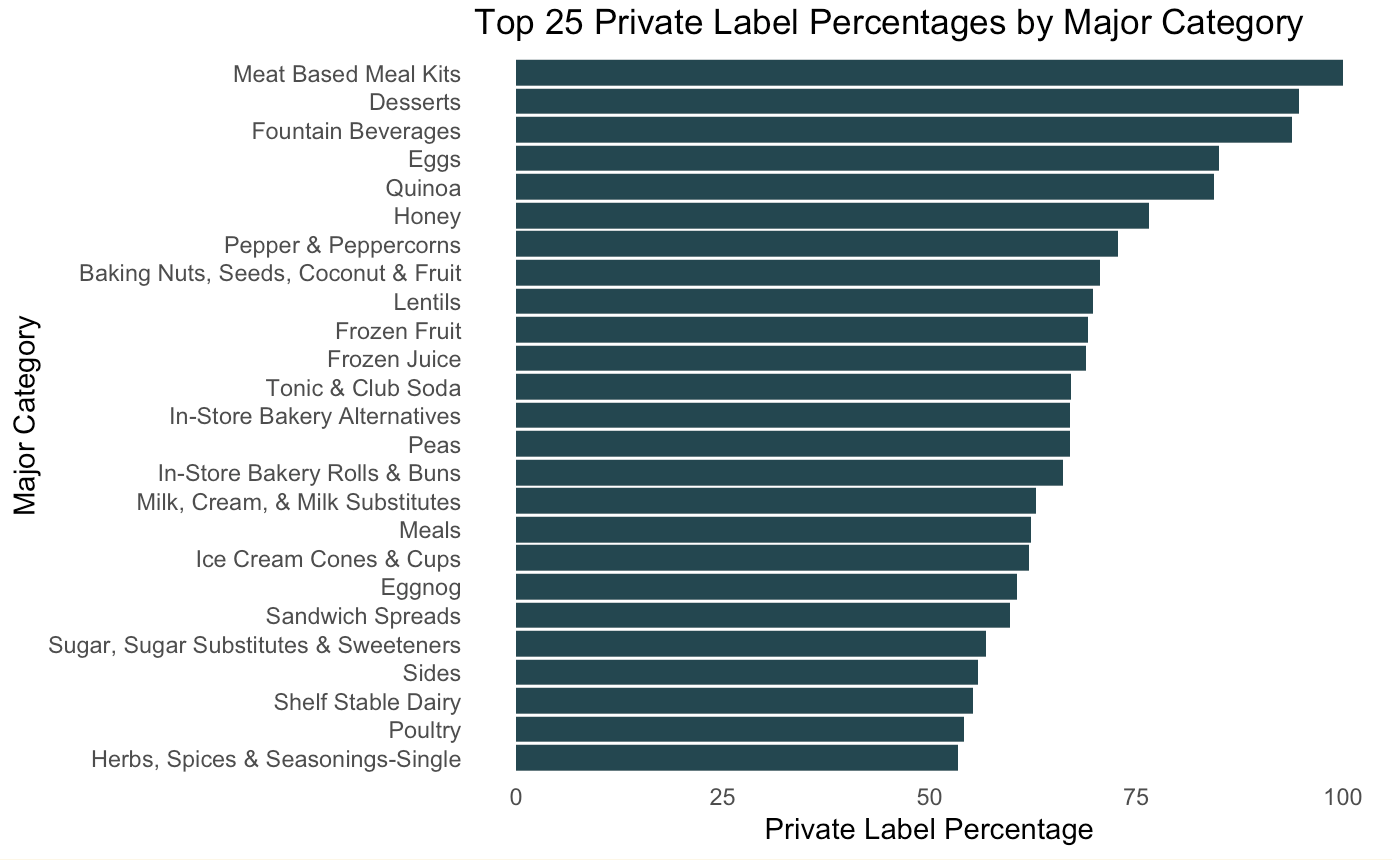 Top 25 Private Label Percentages by Major Category
Major Category
Meat Based Meal Kits
Desserts
Fountain Beverages
Eggs
Quinoa
Honey
Pepper & Peppercorns
Baking Nuts, Seeds, Coconut & Fruit
Lentils
Frozen Fruit
Frozen Juice
Tonic & Club Soda
In-Store Bakery Alternatives
Peas
In-Store Bakery Rolls & Buns
Milk, Cream, & Milk Substitutes
Meals
Ice Cream Cones & Cups
Eggnog
Sandwich Spreads
Sugar, Sugar Substitutes & Sweeteners
Sides
Shelf Stable Dairy
Poultry
Herbs, Spices & Seasonings-Single
0 25 50 75 100
Private Label Percentage